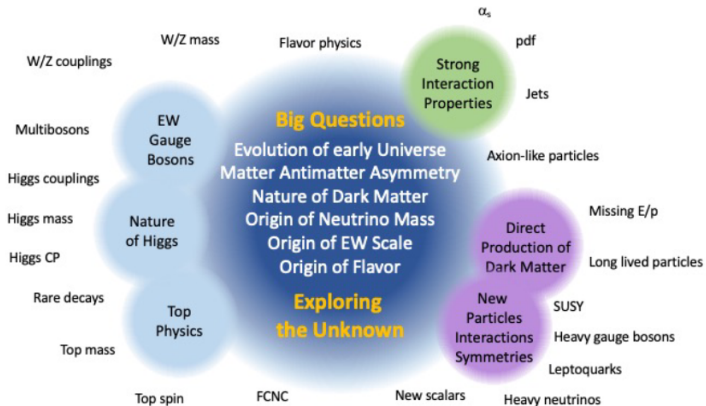 αs
W/Z mass
Flavor physics
pdf
W/Z couplings
Strong
Interaction
Properties
Jets
Multibosons
EW
Gauge
Bosons
Big Questions
Evolution of early Universe
Matter Antimatter Asymmetry
Nature of Dark Matter
Origin of Neutrino Mass
Origin of EW Scale
Origin of Flavor
Exploring
the Unknown
Axion-like particles
Higgs couplings
Higgs mass
Higgs CP
Nature
of Higgs
Missing E/p
Direct
Production of
Dark Matter
Long lived particles
Rare decays
Top
Physics
Top mass
New
Particles
Interactions
Symmetries
SUSY
Heavy gauge bosons
Leptoquarks
Top spin
FCNC
New scalars
Heavy neutrinos